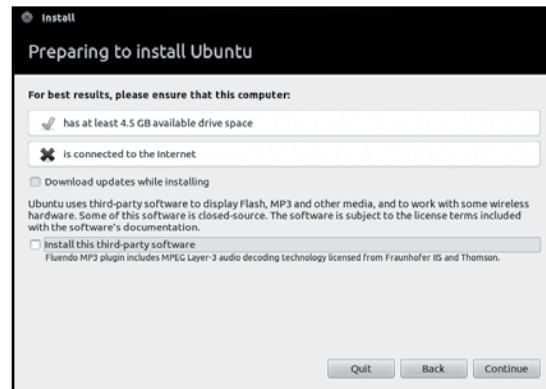 Install
Preparing to install Ubuntu
For best results, please ensure that this computer:
has at least 4.5 GB available drive space
is connected to the Internet
Download updates while installing
Ubuntu uses third-party software to display Flash, MP3 and other media, and to work with some wireless
hardware. Some of this software is closed-source. The software is subject to the license terms included
with the software's documentation.
Install this third-party software
Fluendo MP3 plugin includes MPEG Layer-3 audio decoding technology licensed from Fraunhofer IIS and Thomson.
Quit Back Continue